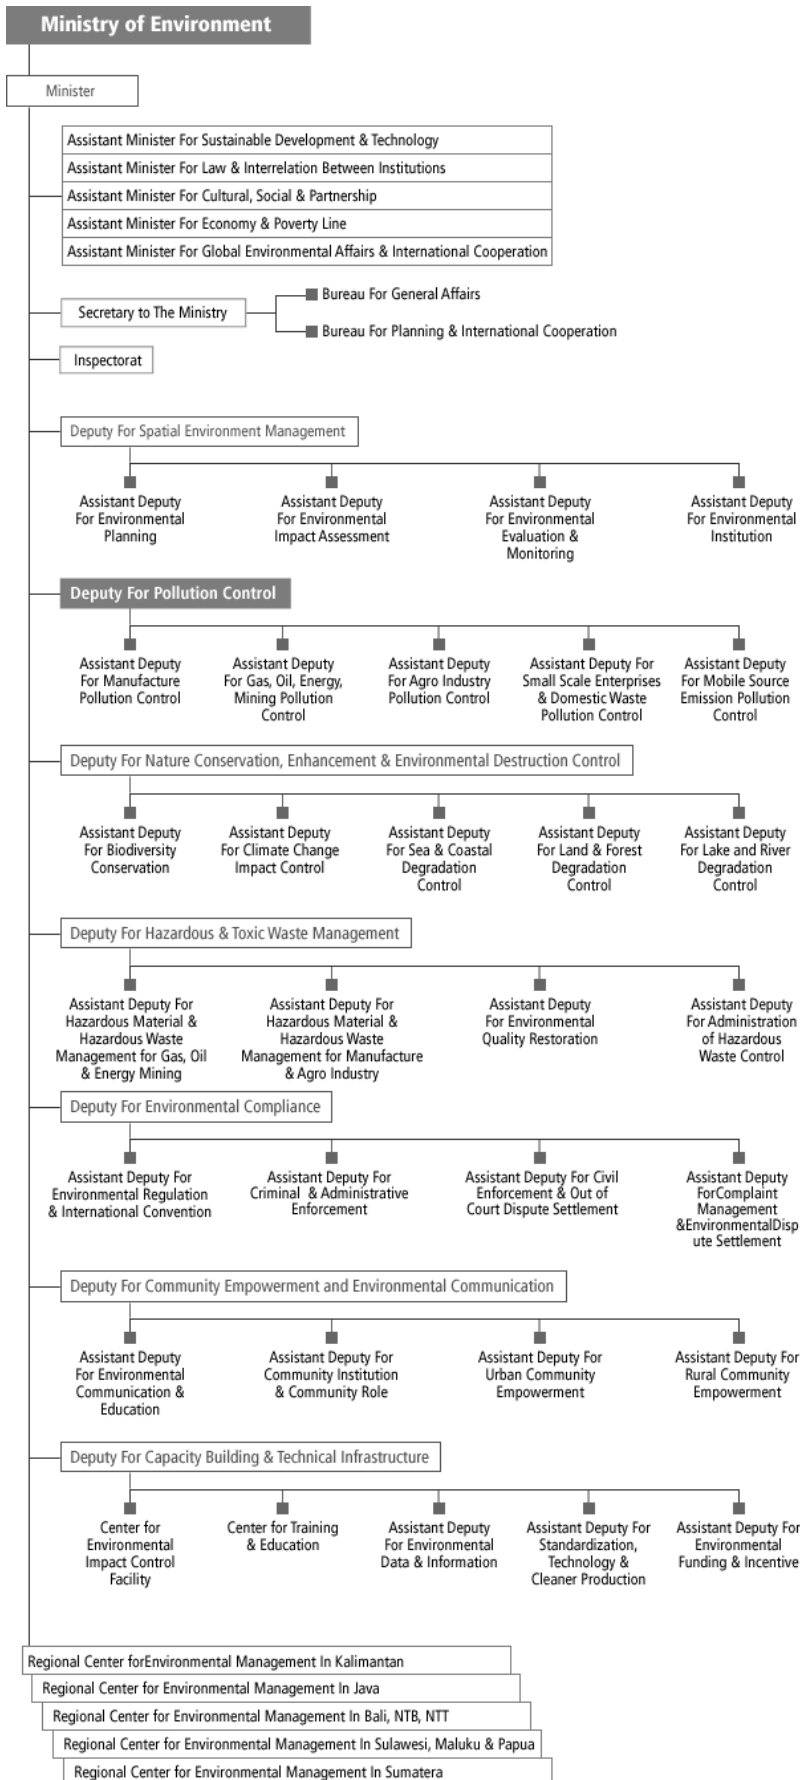 Ministry of Environment
Minister
Assistant Minister For Sustainable Development & Technology
Assistant Minister For Law & Interrelation Between Institutions
Assistant Minister For Cultural, Social & Partnership
Assistant Minister For Economy & Poverty Line
Assistant Minister For Global Environmental Affairs & International Cooperation
Bureau For General Affairs
Secretary to The Ministry
Bureau For Planning & International Cooperation
Inspectorat
Deputy For Spatial Environment Management
Assistant Deputy
For Environmental
Planning
Assistant Deputy
For Environmental
Impact Assessment
Assistant Deputy
For Environmental
Evaluation &
Monitoring
Assistant Deputy
For Environmental
Institution
Deputy For Pollution Control
Assistant Deputy
For Manufacture
Pollution Control
Assistant Deputy
For Gas, Oil, Energy,
Mining Pollution
Control
Assistant Deputy
For Agro Industry
Pollution Control
Assistant Deputy For
Small Scale Enterprises
& Domestic Waste
Pollution Control
Assistant Deputy
For Mobile Source
Emission Pollution
Control
Deputy For Nature Conservation, Enhancement & Environmental Destruction Control
Assistant Deputy
For Biodiversity
Conservation
Assistant Deputy
For Climate Change
Impact Control
Assistant Deputy
For Sea & Coastal
Degradation
Control
Assistant Deputy
For Land & Forest
Degradation
Control
Assistant Deputy
For Lake and River
Degradation
Control
Deputy For Hazardous & Toxic Waste Management
Assistant Deputy For
Hazardous Material &
Hazardous Waste
Management for Gas, Oil
& Energy Mining
Assistant Deputy For
Hazardous Material &
Hazardous Waste
Management for Manufacture
& Agro Industry
Assistant Deputy
For Environmental
Quality Restoration
Assistant Deputy
For Administration
of Hazardous
Waste Control
Deputy For Environmental Compliance
Assistant Deputy For
Environmental Regulation
& International Convention
Assistant Deputy For
Criminal & Administrative
Enforcement
Assistant Deputy For Civil
Enforcement & Out of
Court Dispute Settlement
Assistant Deputy
ForComplaint
Management
&EnvironmentalDisp
ute Settlement
Deputy For Community Empowerment and Environmental Communication
Assistant Deputy
For Environmental
Communication &
Education
Assistant Deputy For
Community Institution
& Community Role
Assistant Deputy For
Urban Community
Empowerment
Assistant Deputy For
Rural Community
Empowerment
Deputy For Capacity Building & Technical Infrastructure
Center for
Environmental
Impact Control
Facility
Center for Training
& Education
Assistant Deputy
For Environmental
Data & Information
Assistant Deputy For
Standardization,
Technology &
Cleaner Production
Assistant Deputy For
Environmental
Funding & Incentive
Regional Center forEnvironmental Management In Kalimantan
Regional Center for Environmental Management In Java
Regional Center for Environmental Management In Bali, NTB, NTT
Regional Center for Environmental Management In Sulawesi, Maluku & Papua
Regional Center for Environmental Management In Sumatera